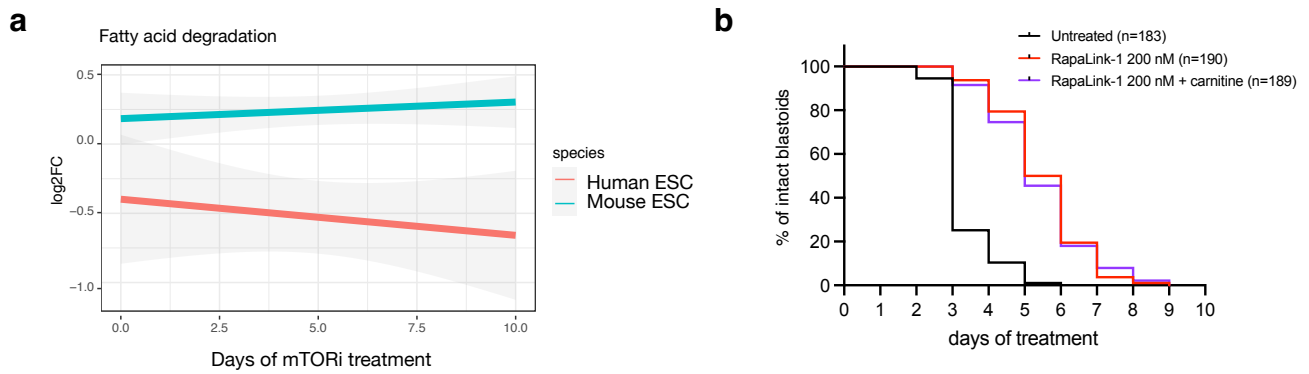 a
Fatty acid degradation
0.5
0.0
−0.5
−1.0
log2FC
0.0 2.5 5.0 7.5 10.0
Days of mTORi treatment
species
Human ESC
Mouse ESC
b
Untreated (n=183)
RapaLink-1 200 nM (n=190)
RapaLink-1 200 nM + carnitine (n=189)
100
80
60
40
20
0
% of intact blastoids
0 1 2 3 4 5 6 7 8 9 10
days of treatment